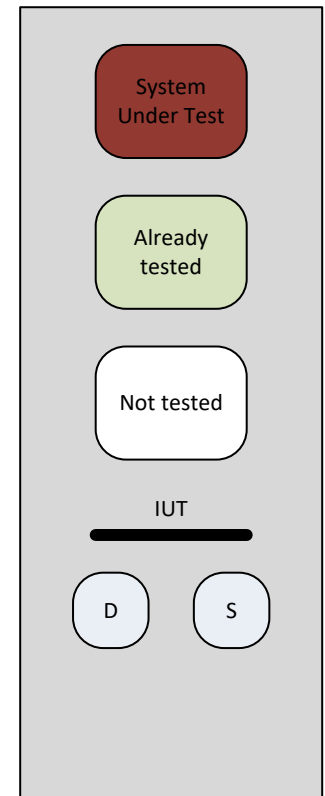 System
Under Test
Already
tested
Not tested
IUT
D
S